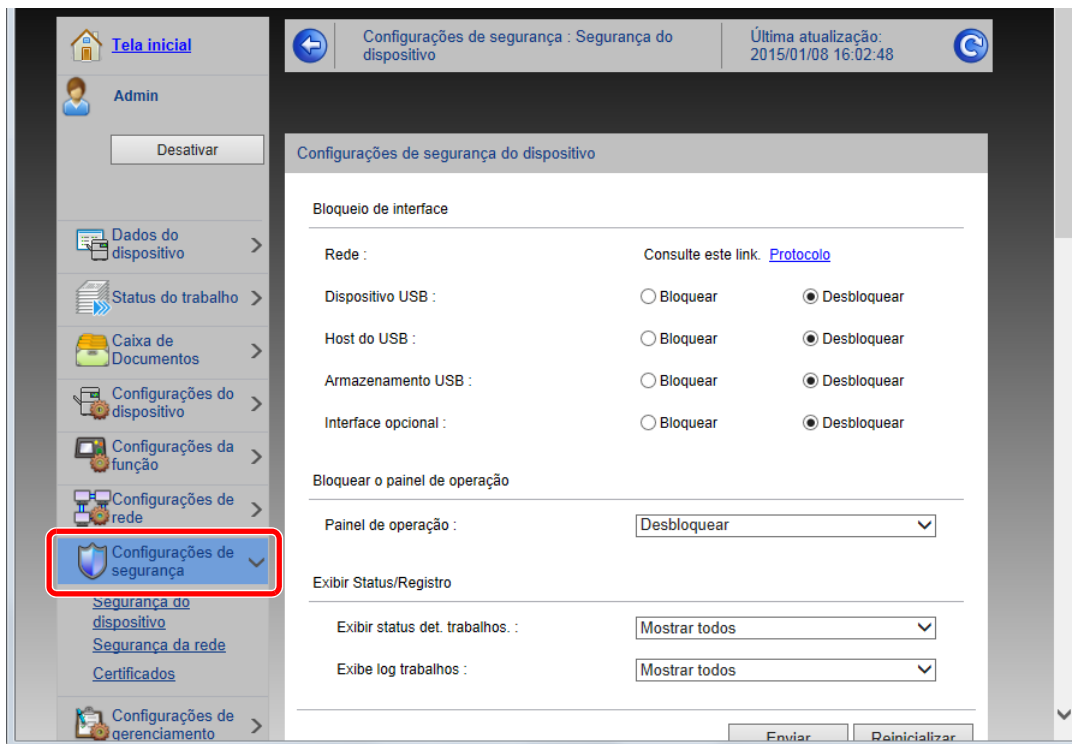 Tela inicial
Admin
Desativar
Dados do
dispositivo
Status do trabalho
Caixa de
Documentos
Configurações do
dispositivo
Configurações da
função
Configurações de
rede
Configurações de
segurança
Segurança do
dispositivo
Segurança da rede
Certificados
Configurações de
gerenciamento
Configurações de segurança : Segurança do
dispositivo
Última atualização:
2015/01/08 16:02:48
Configurações de segurança do dispositivo
Bloqueio de interface
Rede : Consulte este link. Protocolo
Dispositivo USB : Bloquear Desbloquear
Host do USB : Bloquear Desbloquear
Armazenamento USB : Bloquear Desbloquear
Interface opcional : Bloquear Desbloquear
Bloquear o painel de operação
Painel de operação : Desbloquear
Exibir Status/Registro
Exibir status det. trabalhos. : Mostrar todos
Exibe log trabalhos : Mostrar todos
Enviar Reinicializar